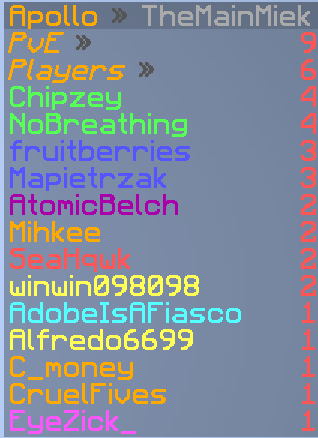 Apollo » TheMainMiek
PvE » 9
Players » 6
Chipzey 4
NoBreathing 4
fruitberries 3
Mapietrzak 3
AtomicBelch 2
Mihkee 2
SeaHqwk 2
winwin098098 2
AdobeIsAFiasco 1
Alfredo6699 1
C_money 1
CruelFives 1
EyeZick_ 1